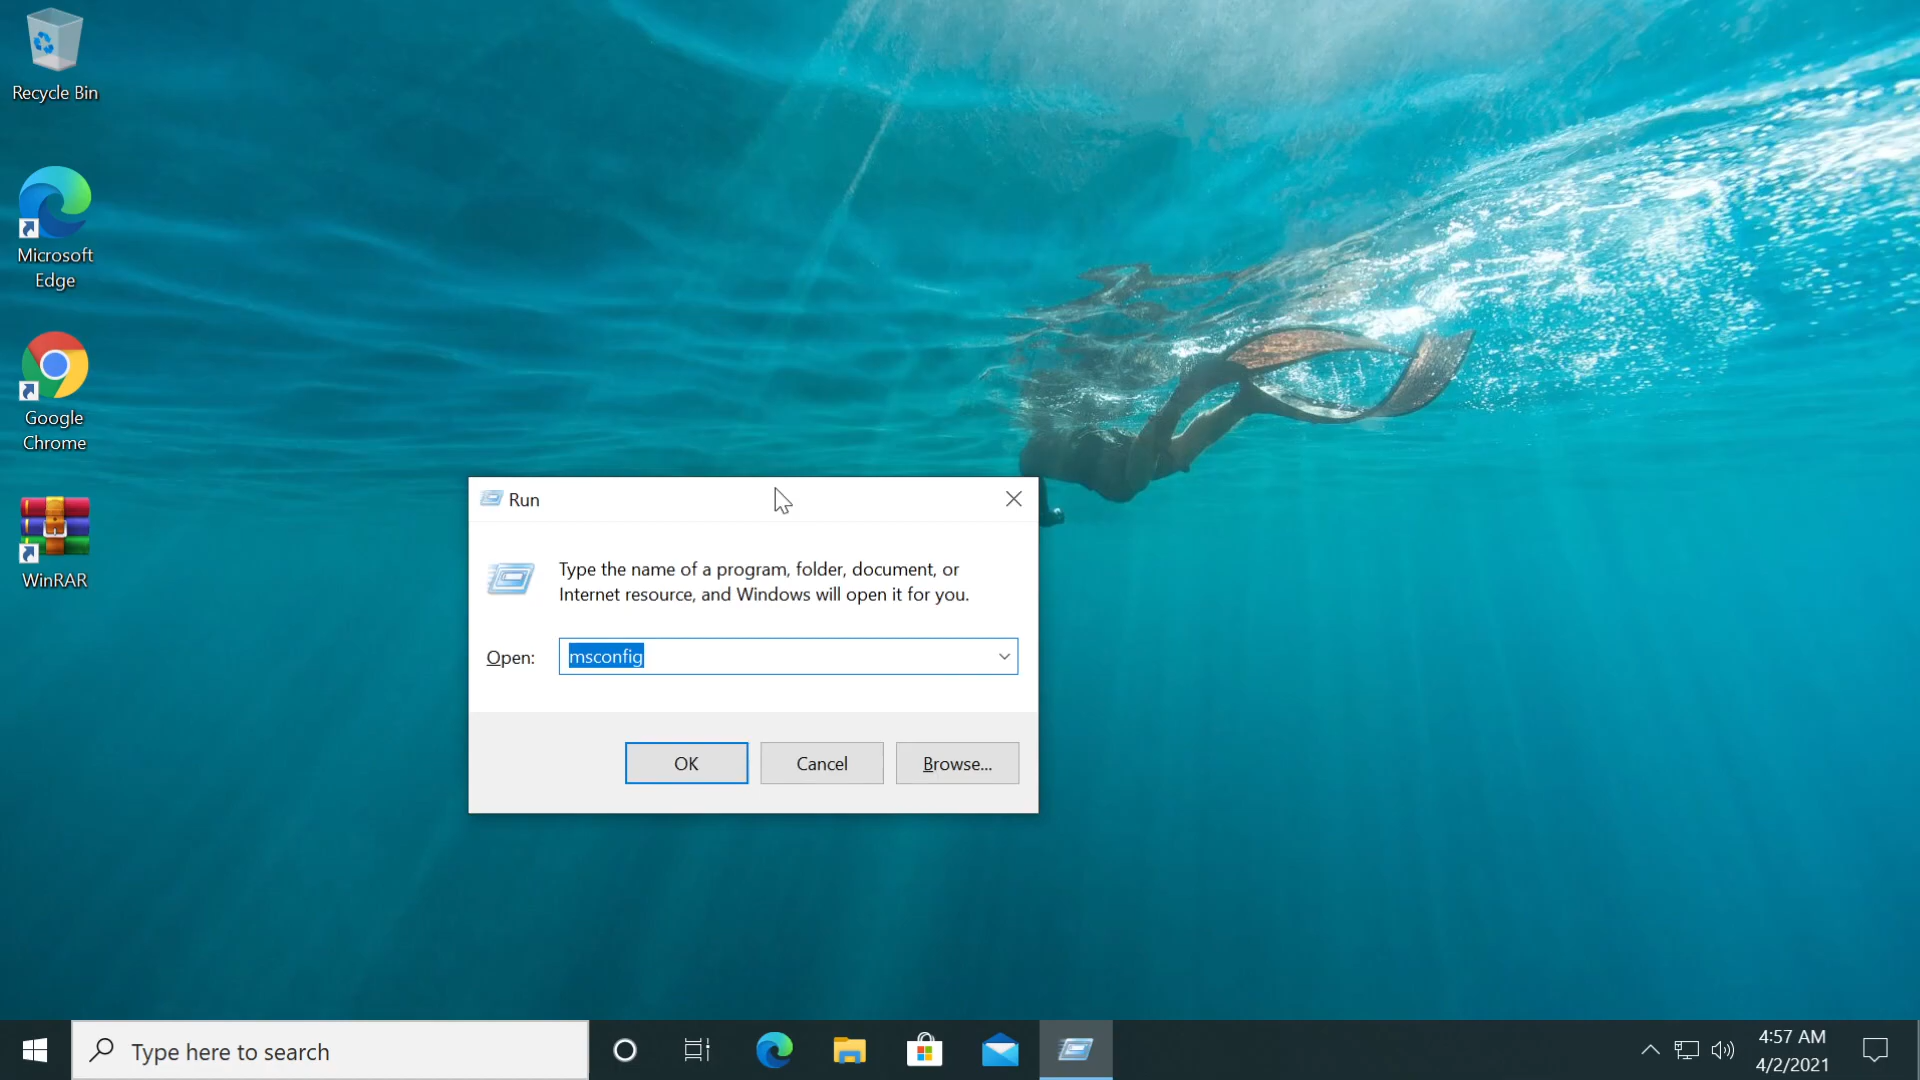 Recycle Bin
Microsoft
Edge
Google
Chrome
WinRAR
Run
Type the name of a program, folder, document, or
Internet resource, and Windows will open it for you.
Open:
msconfig
OK
Cancel
Browse...
Type here to search
4:57 AM
4/2/2021